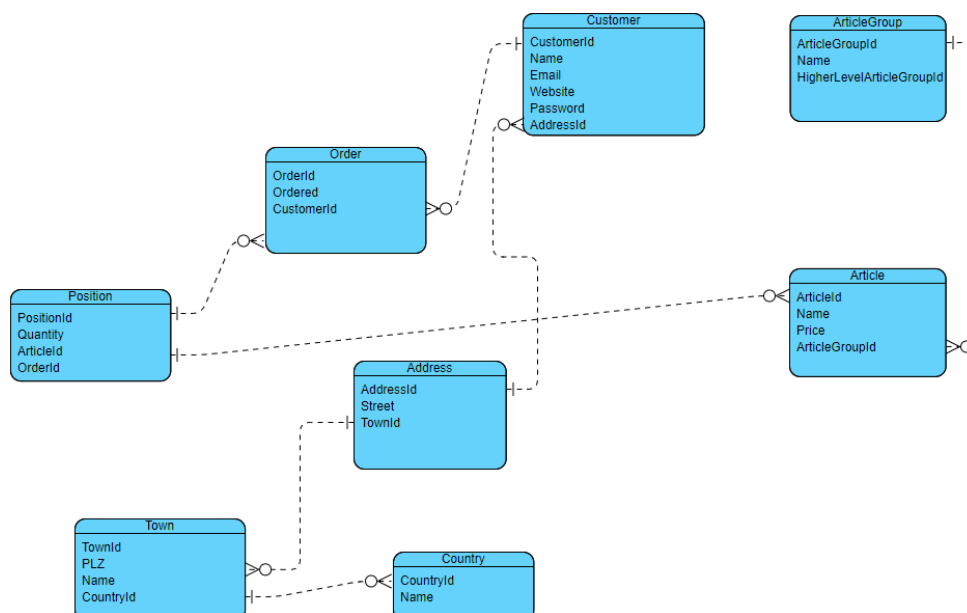 Customer
CustomerId
Name
Email
Website
Password
AddressId
ArticleGroup
ArticleGroupId
Name
HigherLevelArticleGroupId
Order
OrderId
Ordered
CustomerId
Position
PositionId
Quantity
ArticleId
OrderId
Article
ArticleId
Name
Price
ArticleGroupId
Address
AddressId
Street
TownId
Town
TownId
PLZ
Name
CountryId
Country
CountryId
Name